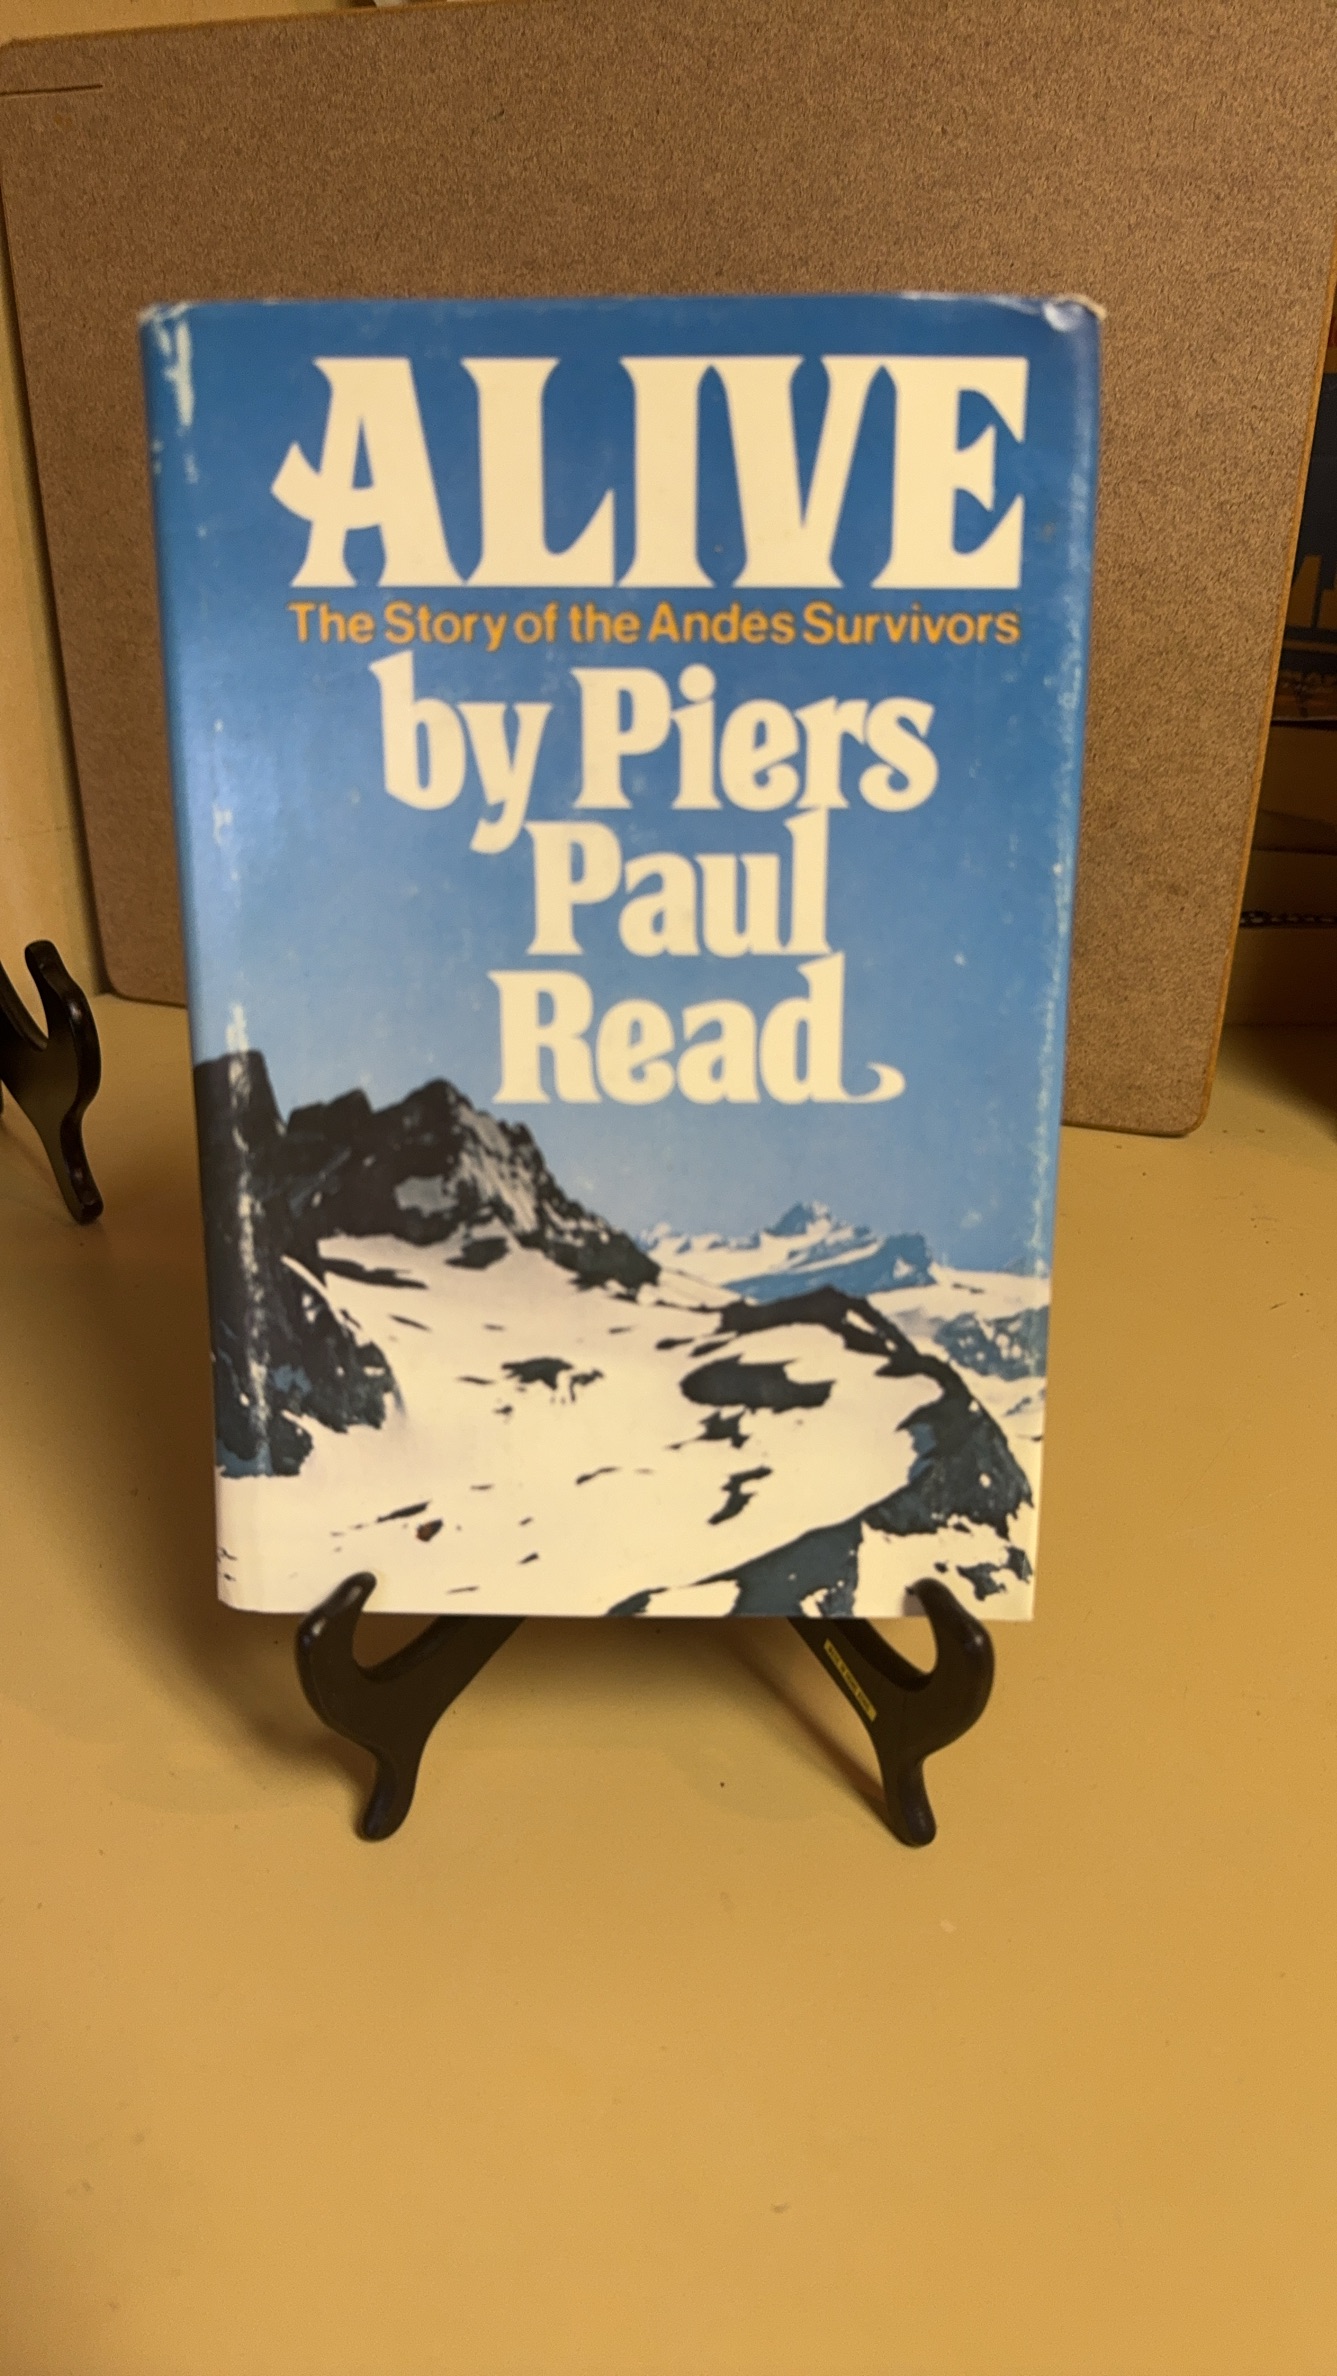 ALIVE
The Story of the Andes Survivors
by Piers
Paul
Read